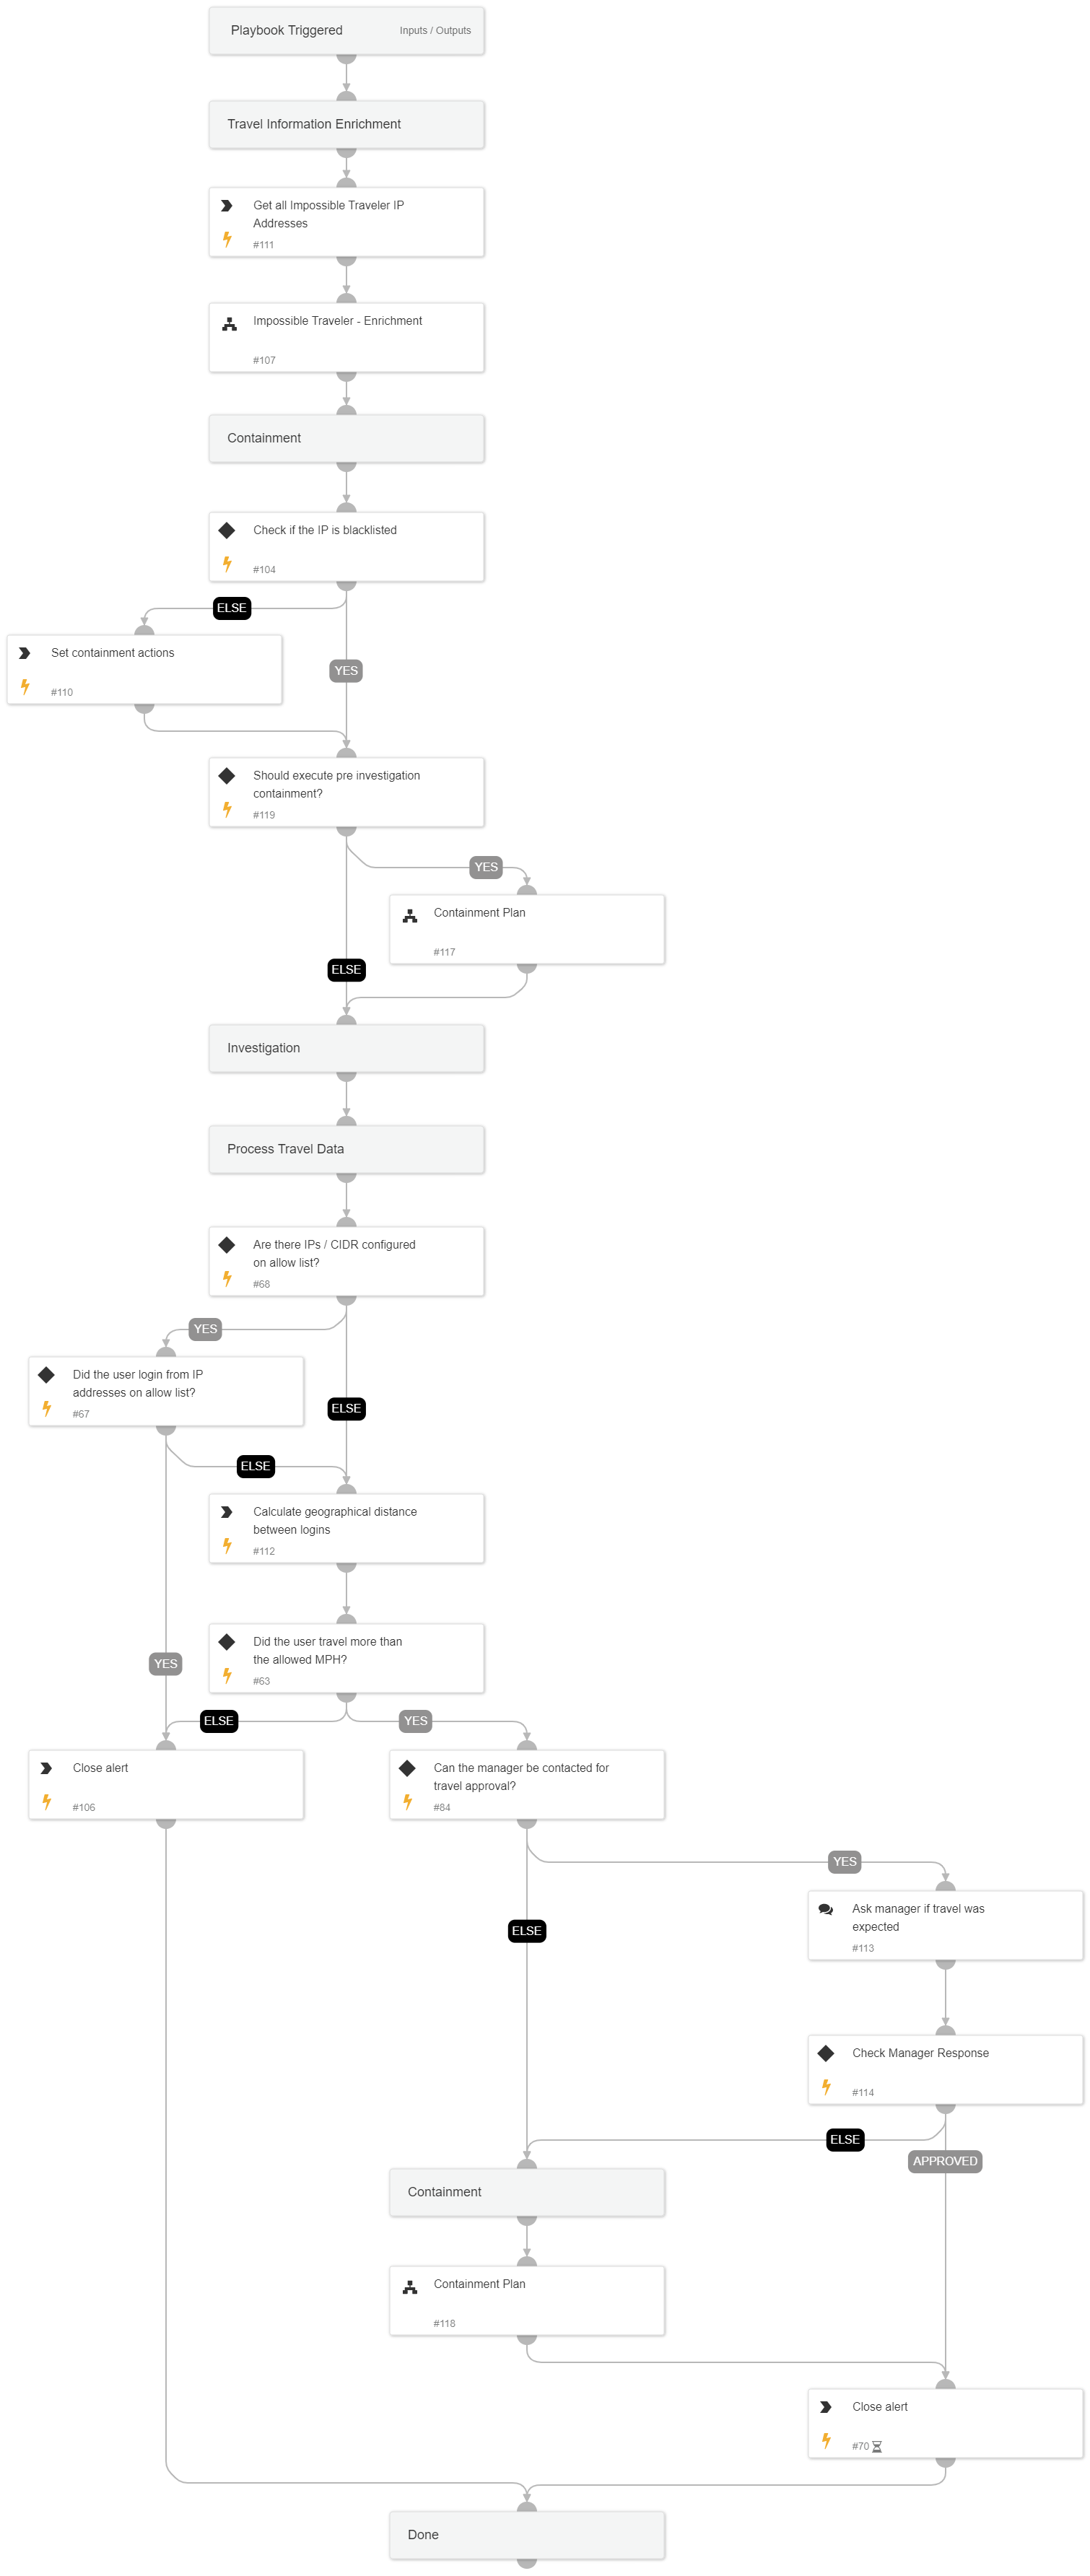 Playbook Triggered
Inputs / Outputs
Travel Information Enrichment
Get all Impossible Traveler IP
Addresses
#111
Impossible Traveler - Enrichment
#107
Containment
Check if the IP is blacklisted
#104
ELSE
Set containment actions
#110
YES
Should execute pre investigation
containment?
#119
YES
Containment Plan
#117
ELSE
Investigation
Process Travel Data
Are there IPs / CIDR configured
on allow list?
#68
YES
Did the user login from IP
addresses on allow list?
#67
ELSE
ELSE
Calculate geographical distance
between logins
#112
Did the user travel more than
the allowed MPH?
#63
YES
ELSE
YES
Close alert
#106
Can the manager be contacted for
travel approval?
#84
YES
Ask manager if travel was
expected
#113
ELSE
Check Manager Response
#114
ELSE
APPROVED
Containment
Containment Plan
#118
Close alert
#70
Done